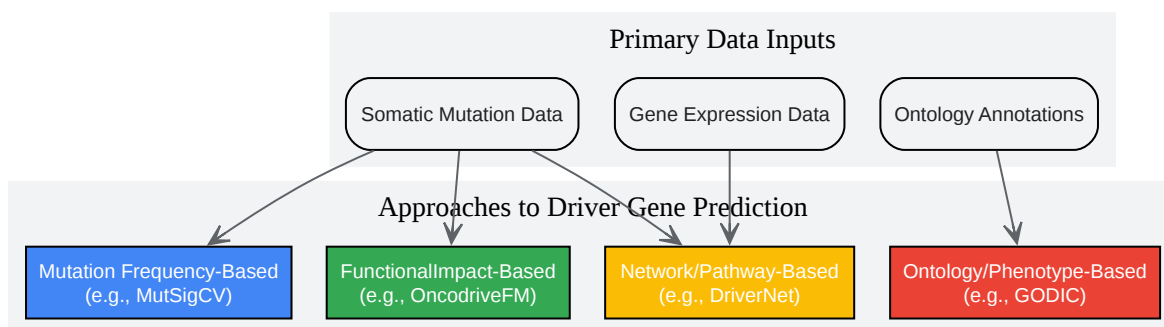 Primary Data Inputs
Somatic Mutation Data
Gene Expression Data
Ontology Annotations
Approaches to Driver Gene Prediction
Mutation Frequency-Based
(e.g., MutSigCV)
FunctionalImpact-Based
(e.g., OncodriveFM)
Network/Pathway-Based
(e.g., DriverNet)
Ontology/Phenotype-Based
(e.g., GODIC)